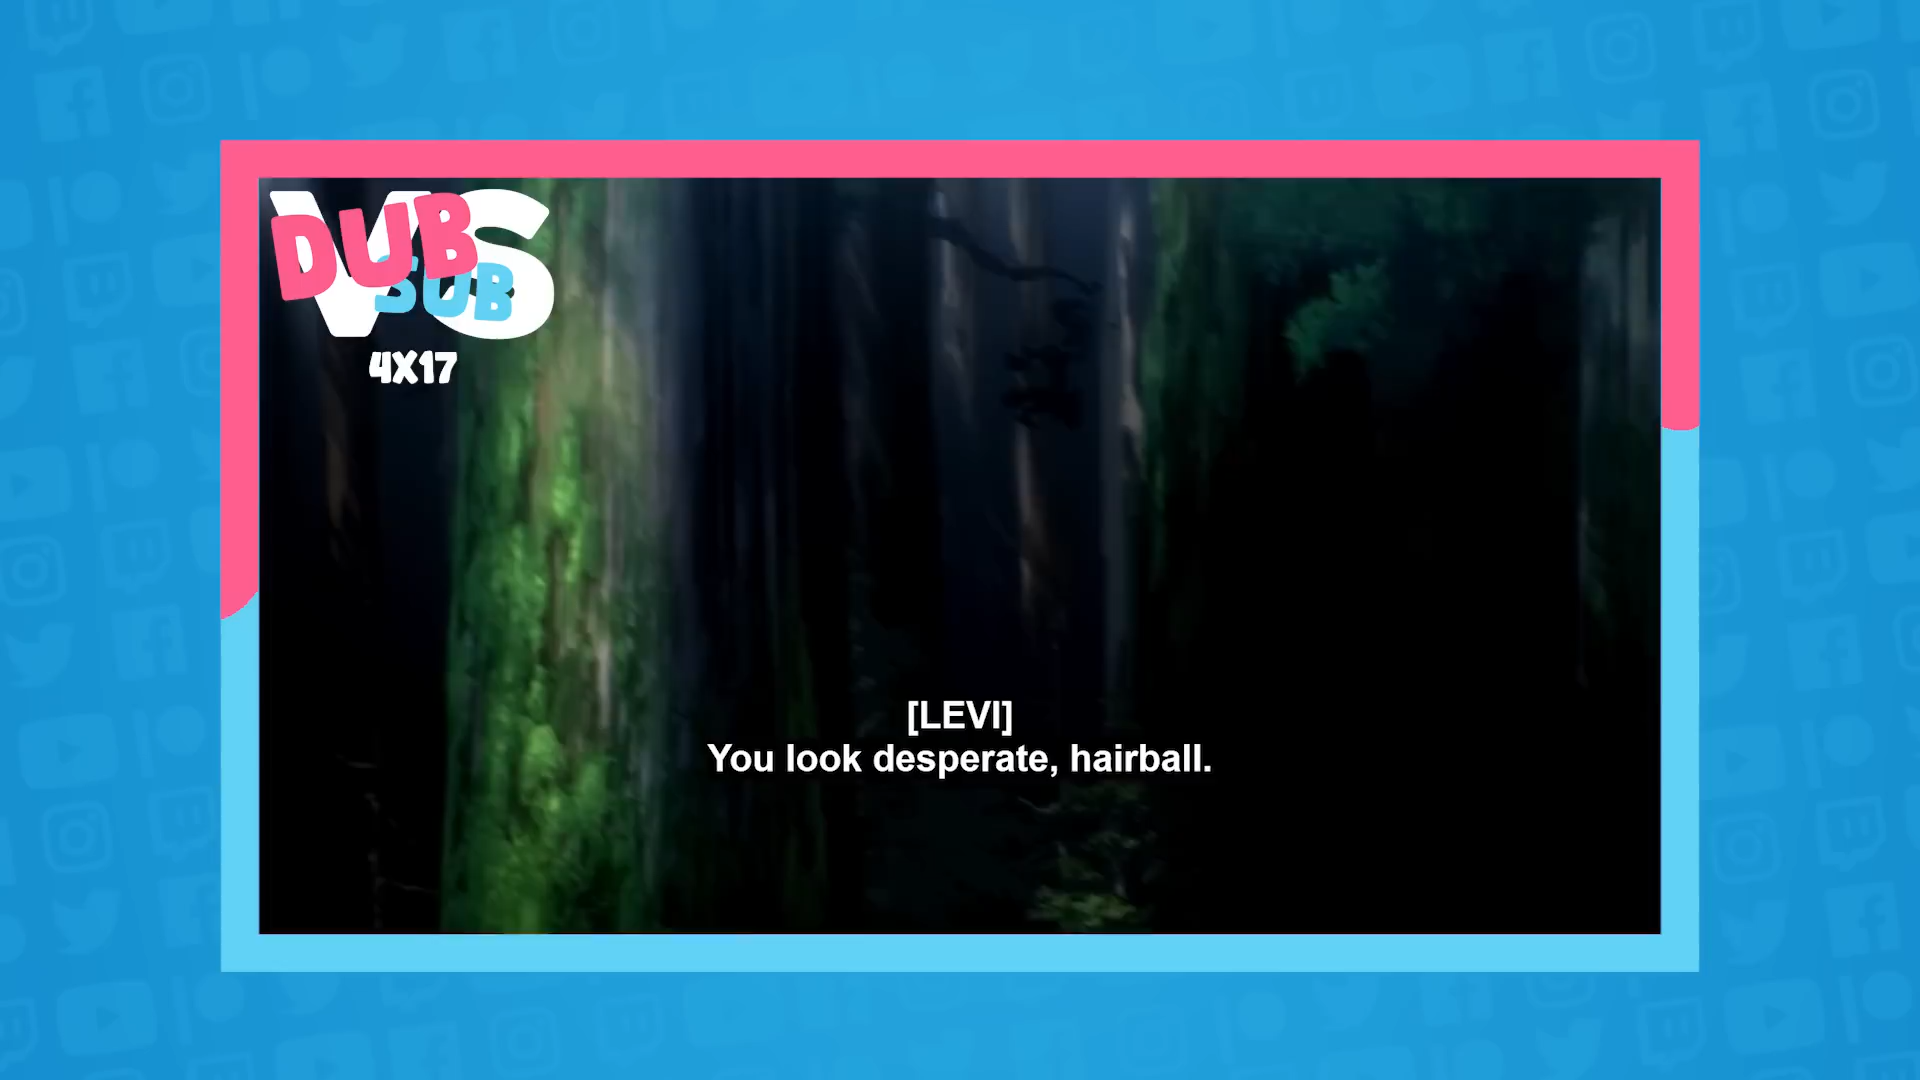 DUB
VS
SUB
4X17
[LEVI]
You look desperate, hairball.